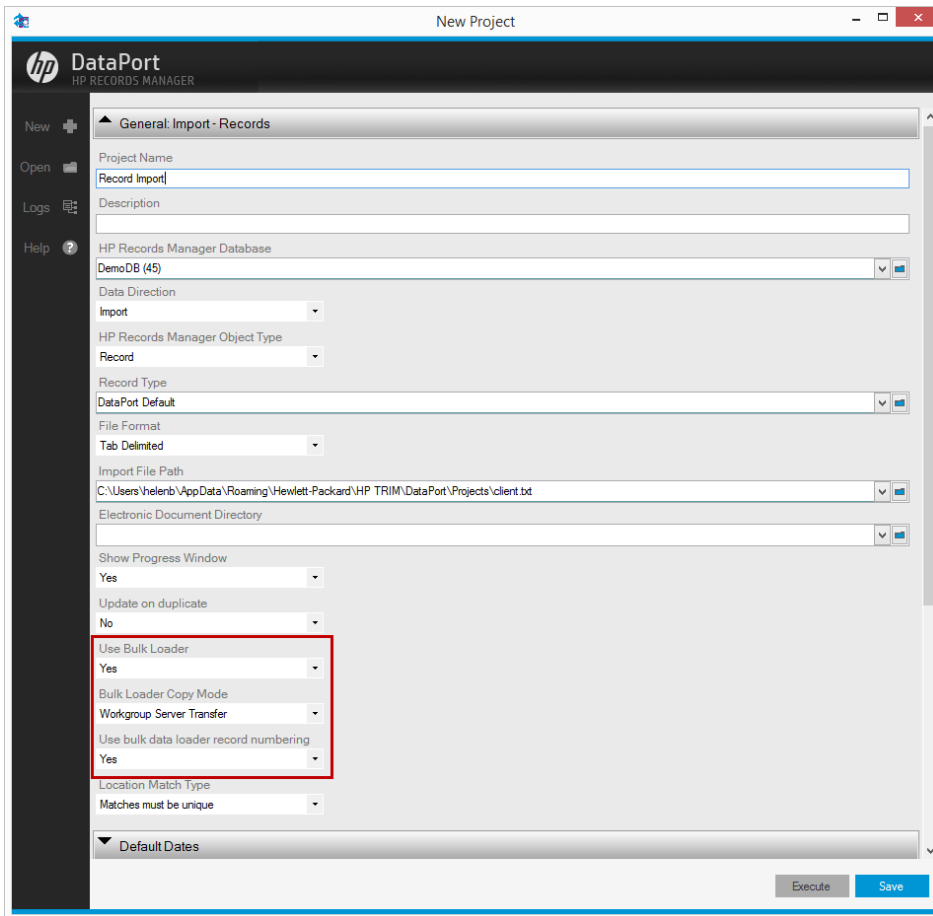 New Project
hp
DataPort
HP RECORDS MANAGER
New
Open
Logs
Help
General: Import - Records
Project Name
Record Import
Description
HP Records Manager Database
DemoDB (45)
Data Direction
Import
HP Records Manager Object Type
Record
Record Type
DataPort Default
File Format
Tab Delimited
Import File Path
C:\Users\helenb\AppData\Roaming\Hewlett-Packard\HP TRIM\DataPort\Projects\client.txt
Electronic Document Directory
Show Progress Window
Yes
Update on duplicate
No
Use Bulk Loader
Yes
Bulk Loader Copy Mode
Workgroup Server Transfer
Use bulk data loader record numbering
Yes
Location Match Type
Matches must be unique
Default Dates
Execute
Save